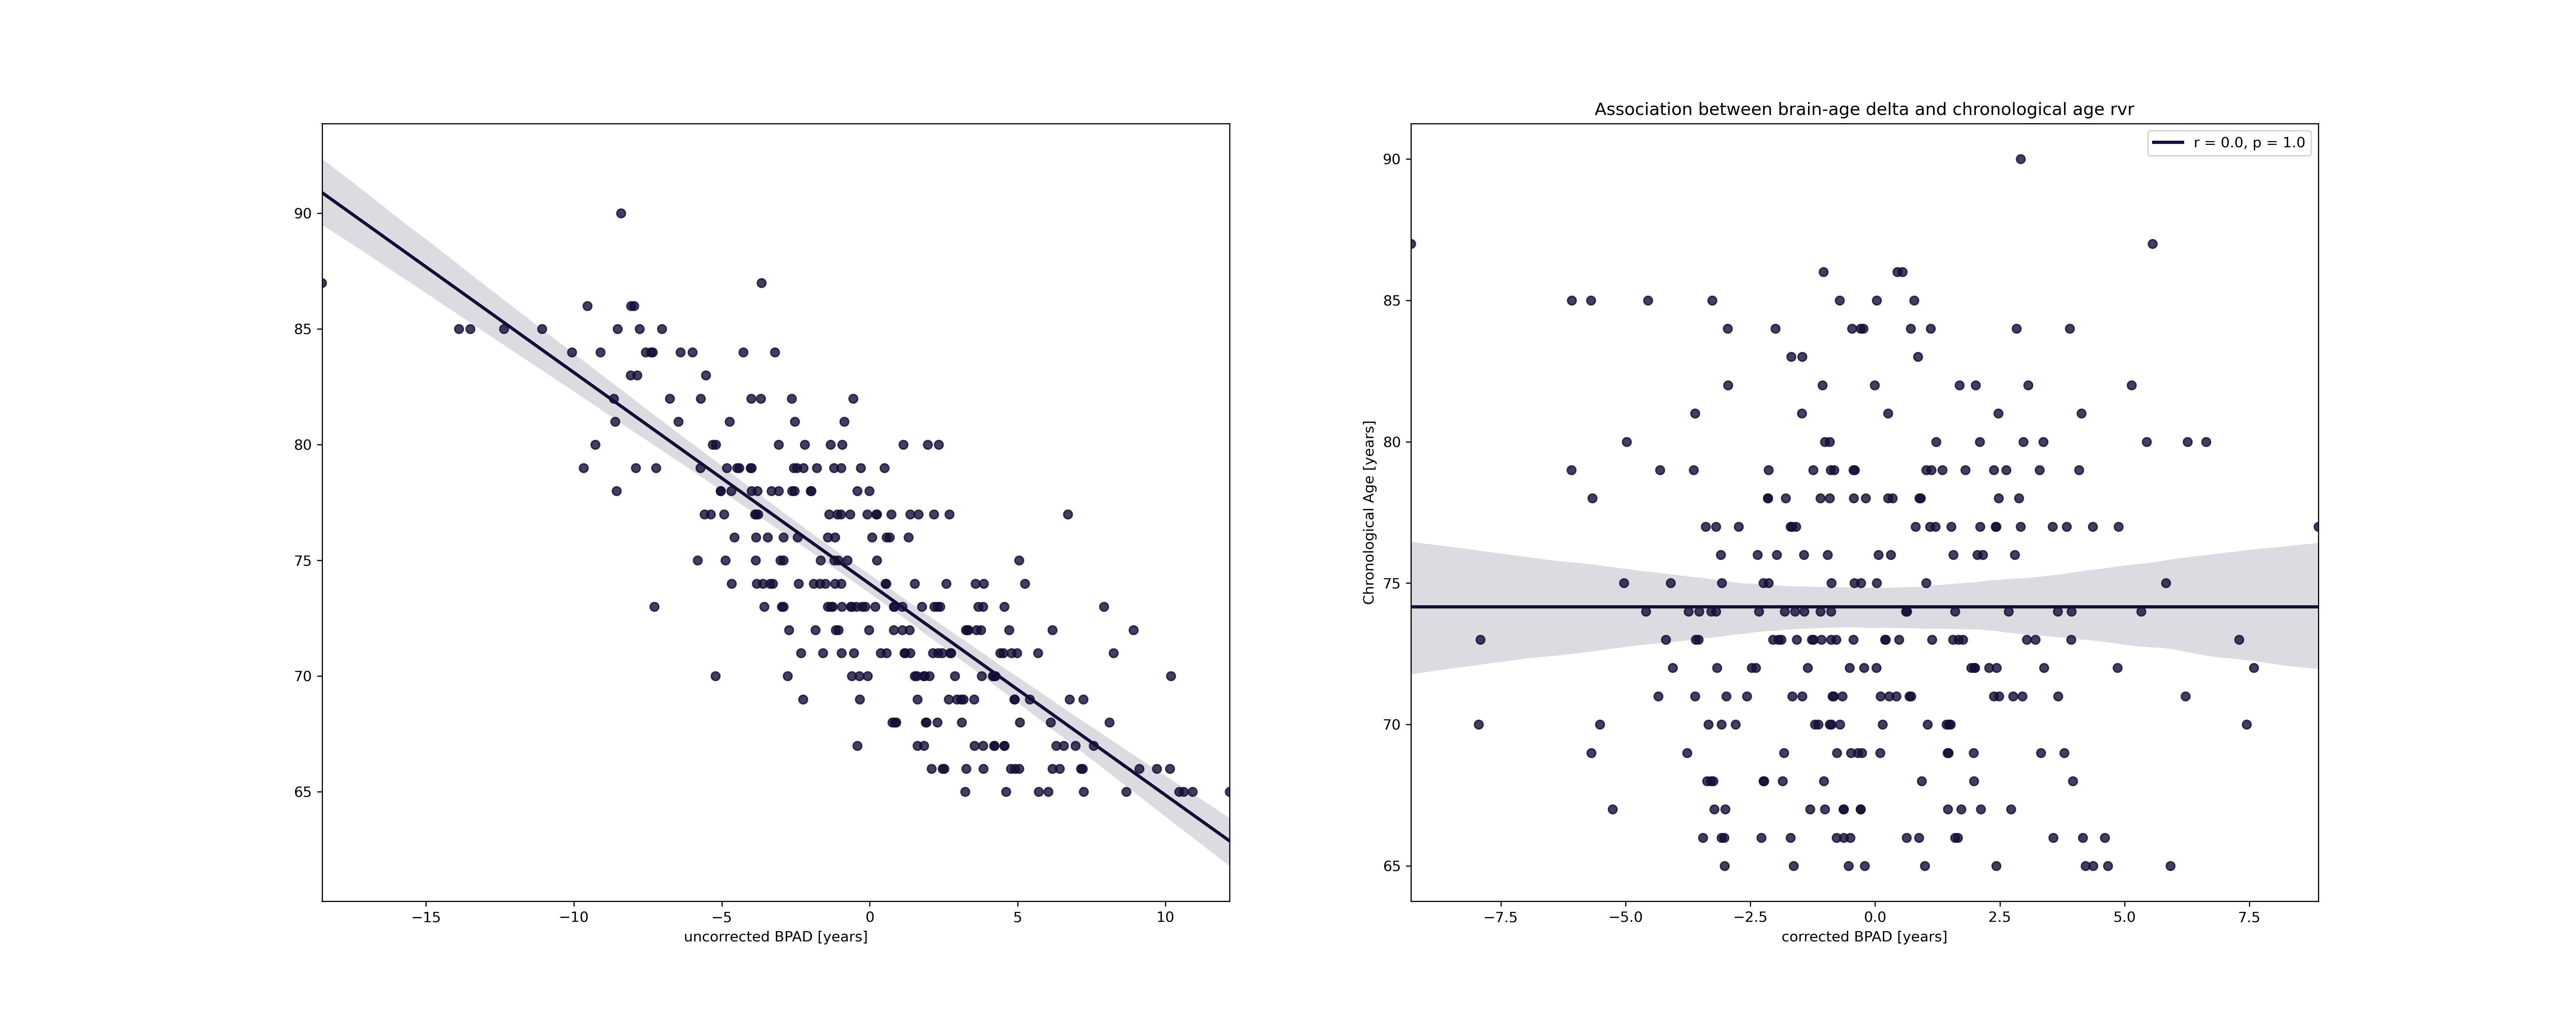 90
85
80
75
70
65
−15 −10 −5 0 5 10
uncorrected BPAD [years]
Association between brain-age delta and chronological age rvr
r = 0.0, p = 1.0
Chronological Age [years]
90
85
80
75
70
65
−7.5 −5.0 −2.5 0.0 2.5 5.0 7.5
corrected BPAD [years]